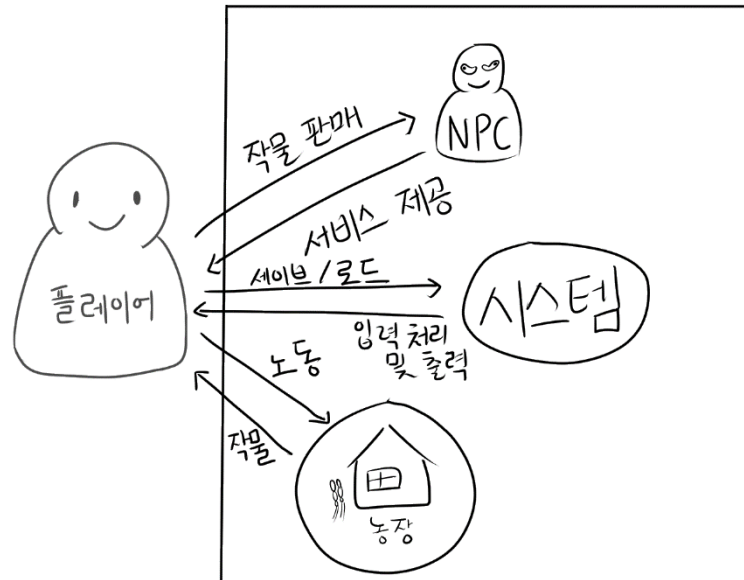 작물 판매
NPC
서비스 제공
세이브/로드
플레이어
시스템
입력 처리
및 출력
노동
작물
농장